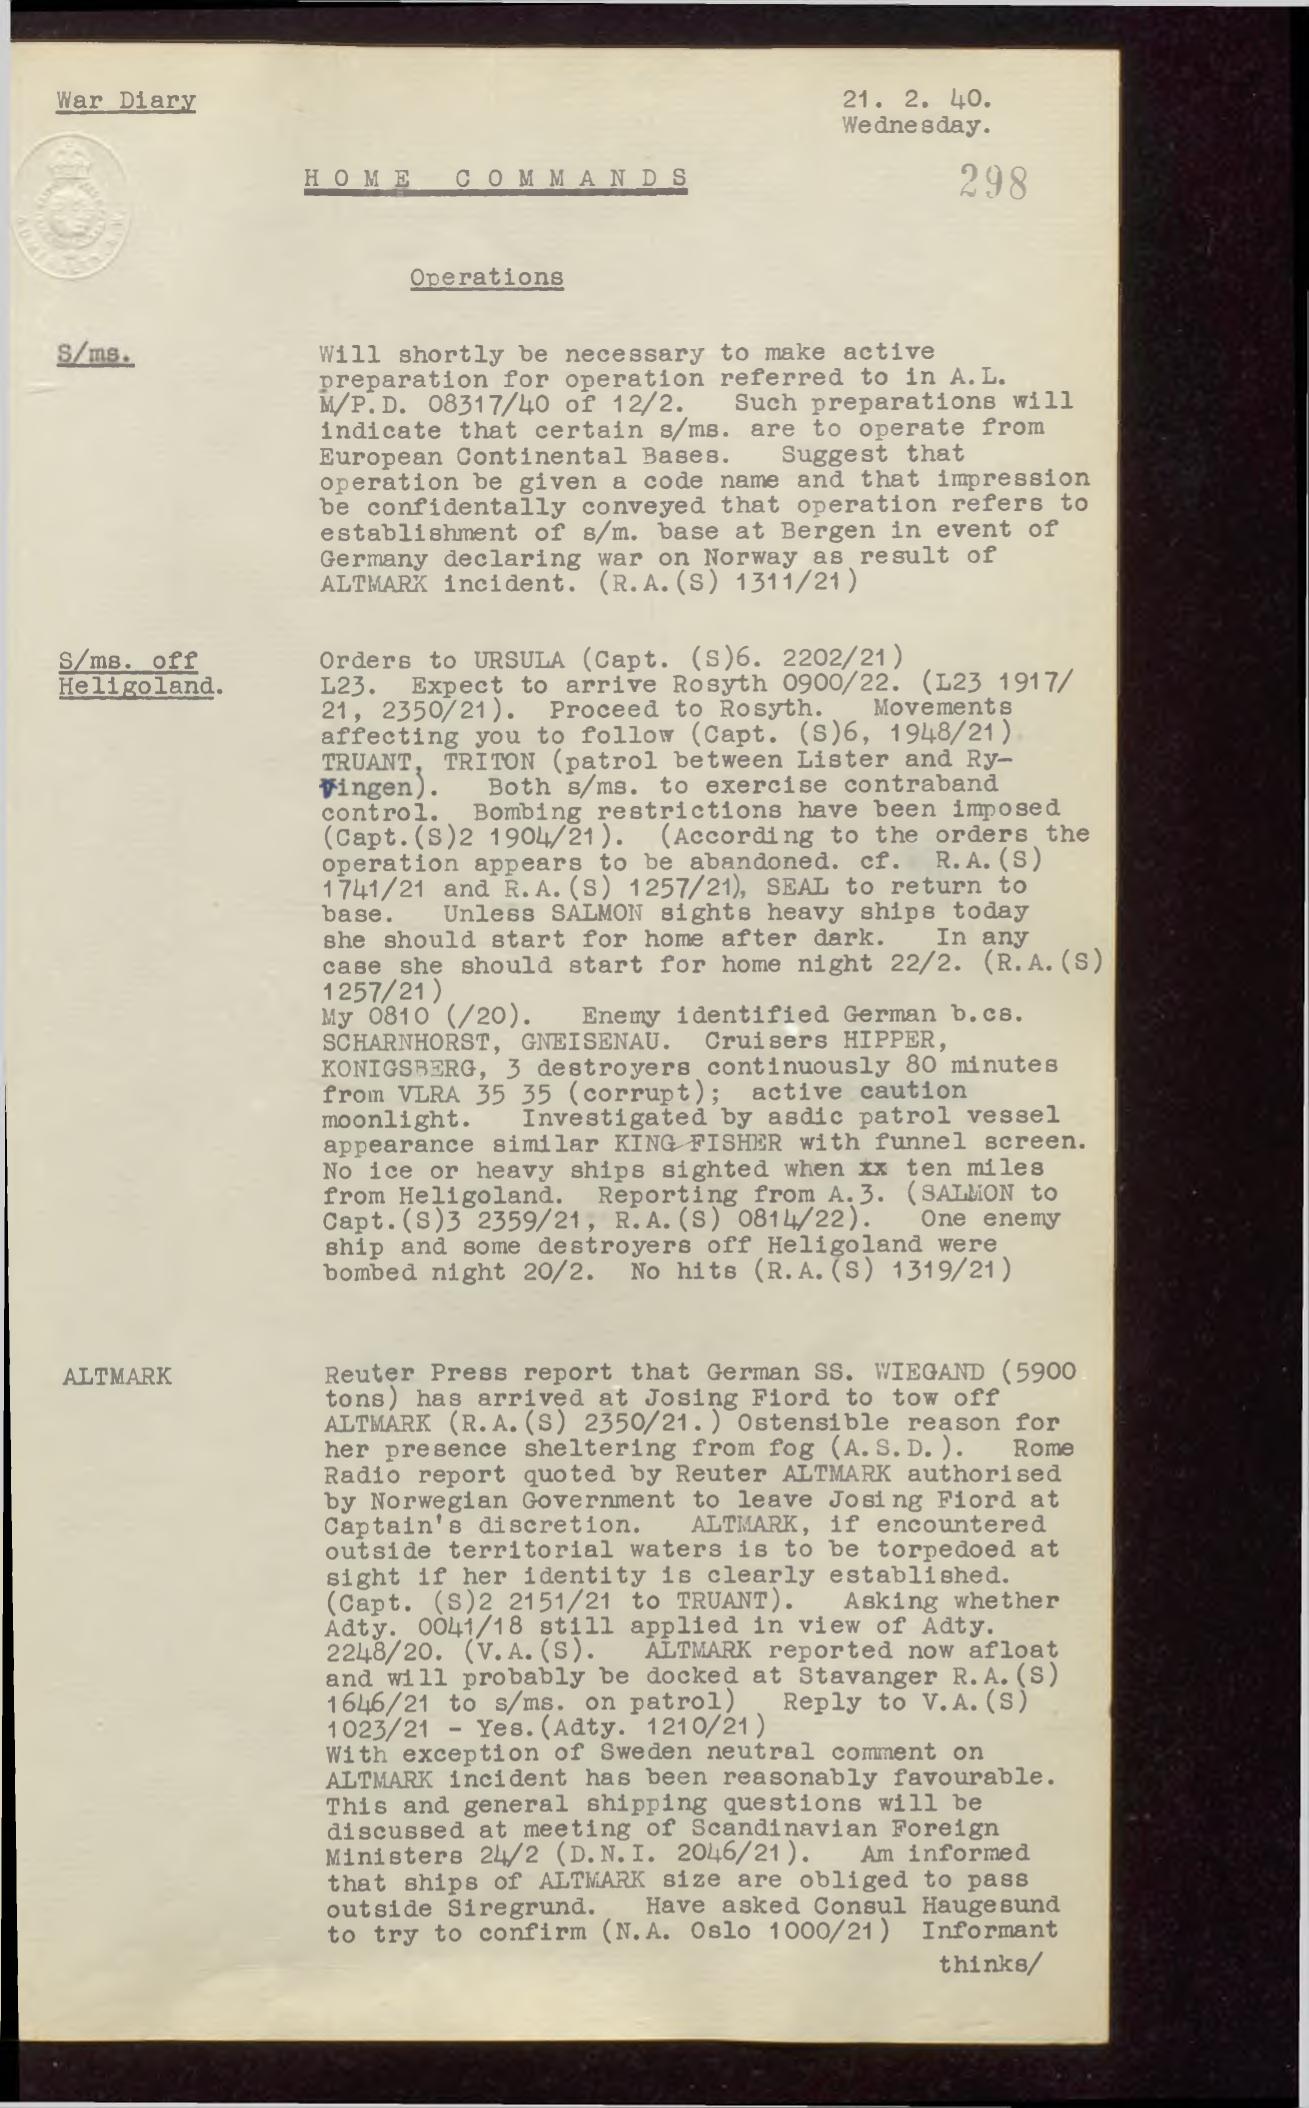 War Diary
21. 2. 40.
Wednesday.
HOME COMMANDS
298
Operations
S/ms.
Will shortly be necessary to make active
preparation for operation referred to in A.L.
M/P.D. 08317/40 of 12/2. Such preparations will
indicate that certain s/ms. are to operate from
European Continental Bases. Suggest that
operation be given a code name and that impression
be confidentally conveyed that operation refers to
establishment of s/m. base at Bergen in event of
Germany declaring war on Norway as result of
ALTMARK incident. (R.A.(S) 1311/21)
S/ms. off
Heligoland.
Orders to URSULA (Capt. (S)6. 2202/21)
L23. Expect to arrive Rosyth 0900/22. (L23 1917/
21, 2350/21). Proceed to Rosyth. Movements
affecting you to follow (Capt. (S)6, 1948/21)
TRUANT, TRITON (patrol between Lister and Ry-
vingen). Both s/ms. to exercise contraband
control. Bombing restrictions have been imposed
(Capt.(S)2 1904/21). (According to the orders the
operation appears to be abandoned. cf. R.A.(S)
1741/21 and R.A.(S) 1257/21), SEAL to return to
base. Unless SALMON sights heavy ships today
she should start for home after dark. In any
case she should start for home night 22/2. (R.A.(S)
1257/21)
My 0810 (/20). Enemy identified German b.cs.
SCHARNHORST, GNEISENAU. Cruisers HIPPER,
KONIGSBERG, 3 destroyers continuously 80 minutes
from VLRA 35 35 (corrupt); active caution
moonlight. Investigated by asdic patrol vessel
appearance similar KING-FISHER with funnel screen.
No ice or heavy ships sighted when xx ten miles
from Heligoland. Reporting from A.3. (SALMON to
Capt.(S)3 2359/21, R.A.(S) 0814/22). One enemy
ship and some destroyers off Heligoland were
bombed night 20/2. No hits (R.A.(S) 1319/21)
ALTMARK
Reuter Press report that German SS. WIEGAND (5900
tons) has arrived at Josing Fiord to tow off
ALTMARK (R.A.(S) 2350/21.) Ostensible reason for
her presence sheltering from fog (A.S.D.). Rome
Radio report quoted by Reuter ALTMARK authorised
by Norwegian Government to leave Josing Fiord at
Captain's discretion. ALTMARK, if encountered
outside territorial waters is to be torpedoed at
sight if her identity is clearly established.
(Capt. (S)2 2151/21 to TRUANT). Asking whether
Adty. 0041/18 still applied in view of Adty.
2248/20. (V.A.(S). ALTMARK reported now afloat
and will probably be docked at Stavanger R.A.(S)
1646/21 to s/ms. on patrol) Reply to V.A.(S)
1023/21 - Yes.(Adty. 1210/21)
With exception of Sweden neutral comment on
ALTMARK incident has been reasonably favourable.
This and general shipping questions will be
discussed at meeting of Scandinavian Foreign
Ministers 24/2 (D.N.I. 2046/21). Am informed
that ships of ALTMARK size are obliged to pass
outside Siregrund. Have asked Consul Haugesund
to try to confirm (N.A. Oslo 1000/21) Informant
thinks/